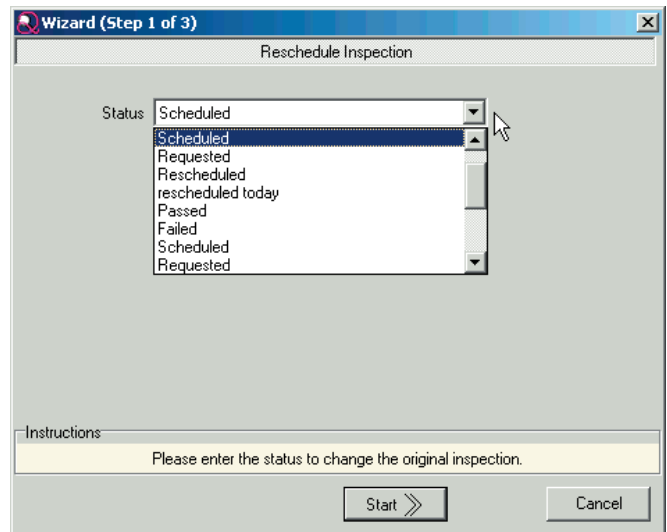 Wizard (Step 1 of 3)
Reschedule Inspection
Status Scheduled
Scheduled
Requested
Rescheduled
rescheduled today
Passed
Failed
Scheduled
Requested
Instructions
Please enter the status to change the original inspection.
Start Cancel